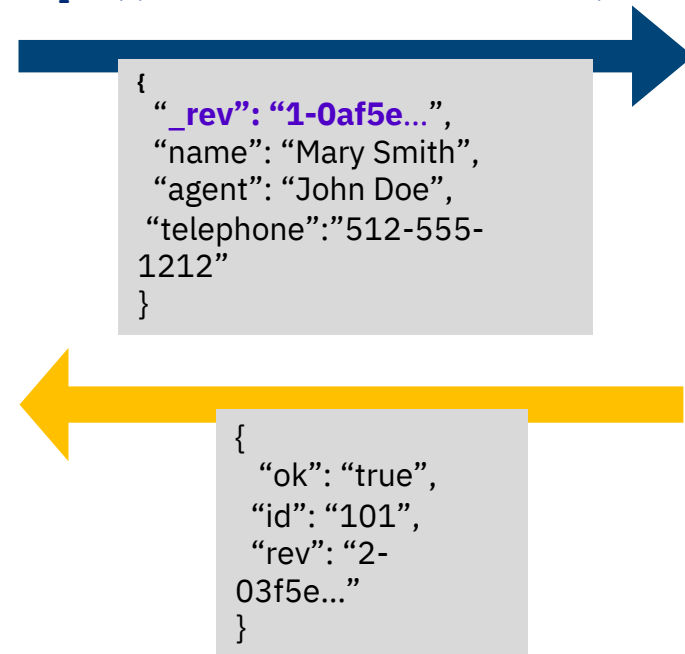 {
“_rev”: “1-0af5e…”,
“name”: “Mary Smith”,
“agent”: “John Doe”,
“telephone”:”512-555-
1212”
}
{
“ok”: “true”,
“id”: “101”,
“rev”: “2-
03f5e…”
}